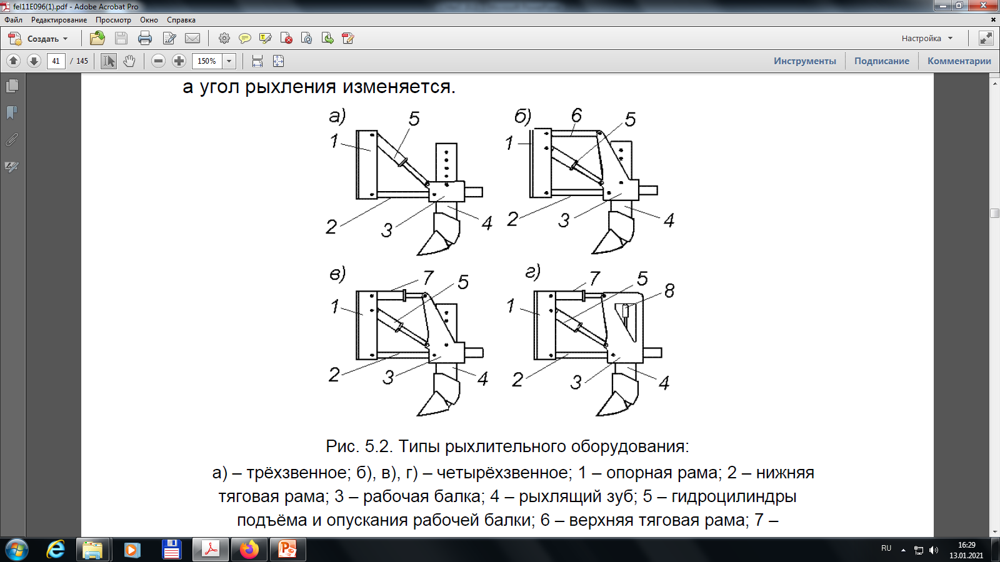 fel11E096(1).pdf - Adobe Acrobat Pro
Файл Редактирование Просмотр Окно Справка
Создать Настройка
41 / 145 150% Инструменты Подписание Комментарии
а угол рыхления изменяется.
а) 5 б) 6 5
1 1
2 3 4 2 3 4
в) 7 5 г) 7 5 8
1 1
2 3 4 2 3 4
Рис. 5.2. Типы рыхлительного оборудования:
а) – трёхзвенное; б), в), г) – четырёхзвенное; 1 – опорная рама; 2 – нижняя
тяговая рама; 3 – рабочая балка; 4 – рыхлящий зуб; 5 – гидроцилиндры
подъёма и опускания рабочей балки; 6 – верхняя тяговая рама; 7 –
RU 16:29
13.01.2021